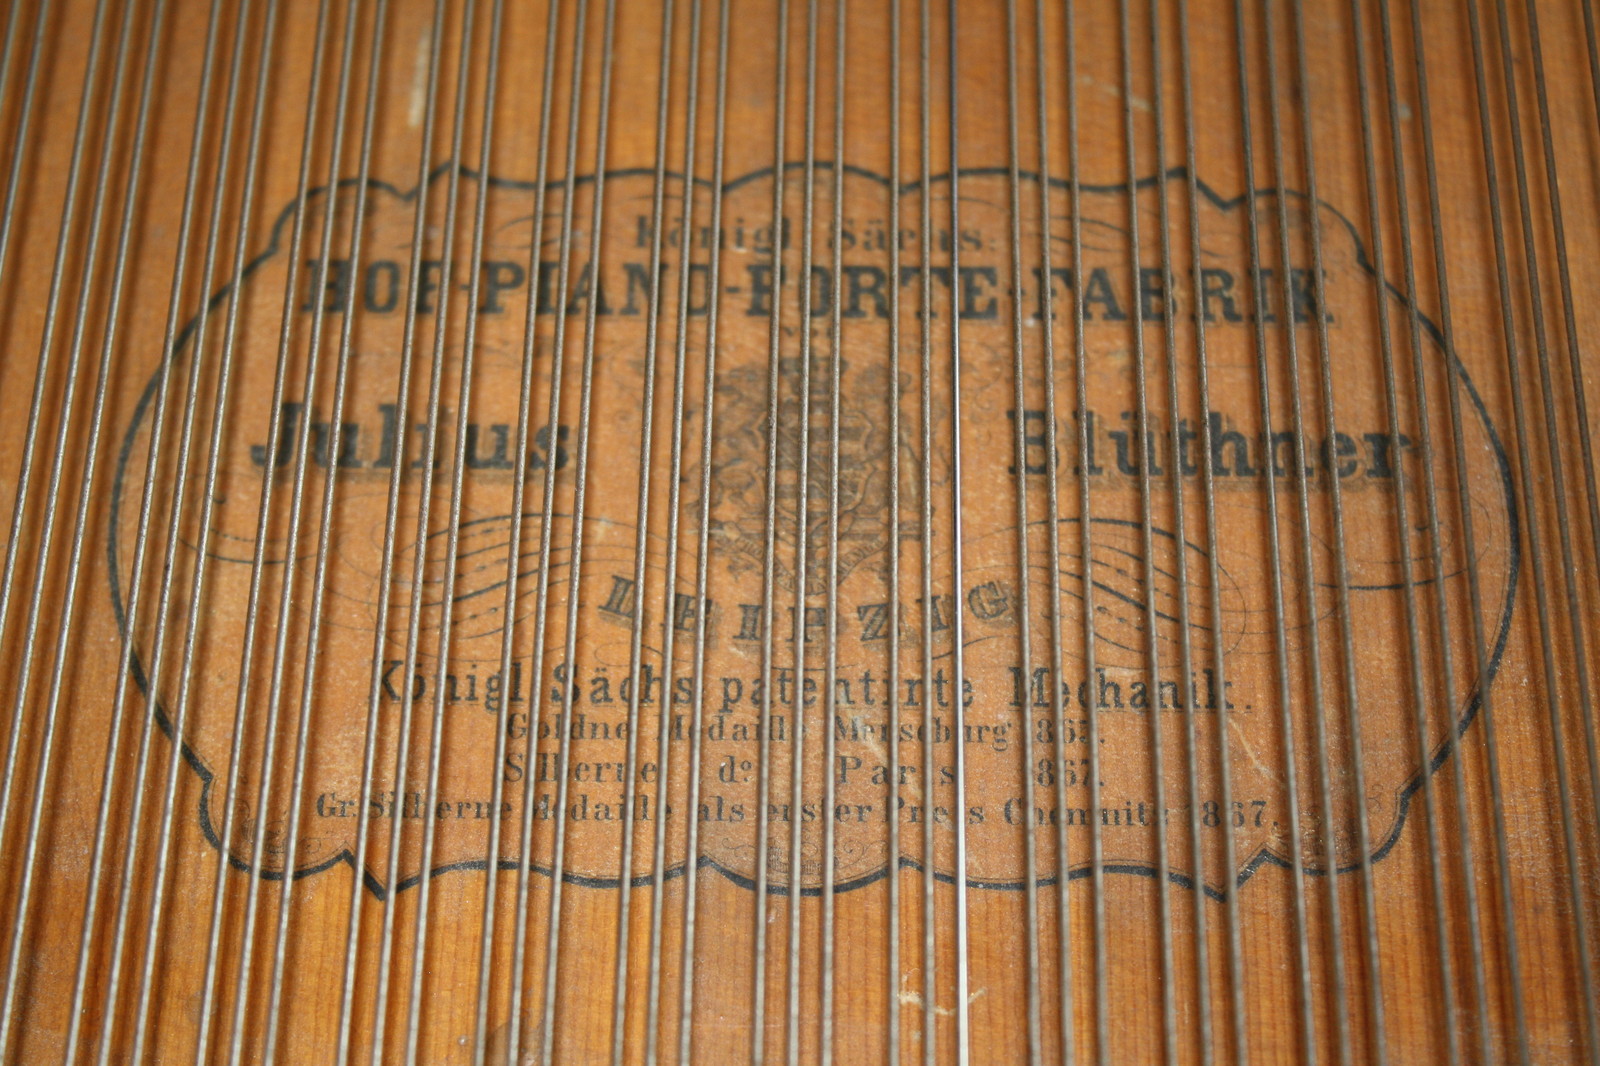 Königl Sächs.
HOF-PIANO-FORTE-FABRIK
Julius Blüthner
LEIPZIG
Königl Sächs patentirte Mechanik.
Goldne Medaille Merseburg 1865.
Silberne do. Paris 1867.
Gr. Silberne Medaille als erster Preis Chemnitz 1867.